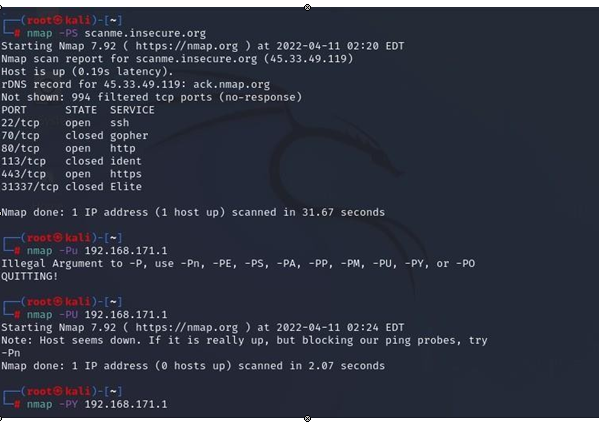 (root㉿kali)-[~]
# nmap -PS scanme.insecure.org
Starting Nmap 7.92 ( https://nmap.org ) at 2022-04-11 02:20 EDT
Nmap scan report for scanme.insecure.org (45.33.49.119)
Host is up (0.19s latency).
rDNS record for 45.33.49.119: ack.nmap.org
Not shown: 994 filtered tcp ports (no-response)
PORT STATE SERVICE
22/tcp open ssh
70/tcp closed gopher
80/tcp open http
113/tcp closed ident
443/tcp open https
31337/tcp closed Elite
Nmap done: 1 IP address (1 host up) scanned in 31.67 seconds
(root㉿kali)-[~]
# nmap -Pu 192.168.171.1
Illegal Argument to -P, use -Pn, -PE, -PS, -PA, -PP, -PM, -PU, -PY, or -PO
QUITTING!
(root㉿kali)-[~]
# nmap -PU 192.168.171.1
Starting Nmap 7.92 ( https://nmap.org ) at 2022-04-11 02:24 EDT
Note: Host seems down. If it is really up, but blocking our ping probes, try
-Pn
Nmap done: 1 IP address (0 hosts up) scanned in 2.07 seconds
(root㉿kali)-[~]
# nmap -PY 192.168.171.1